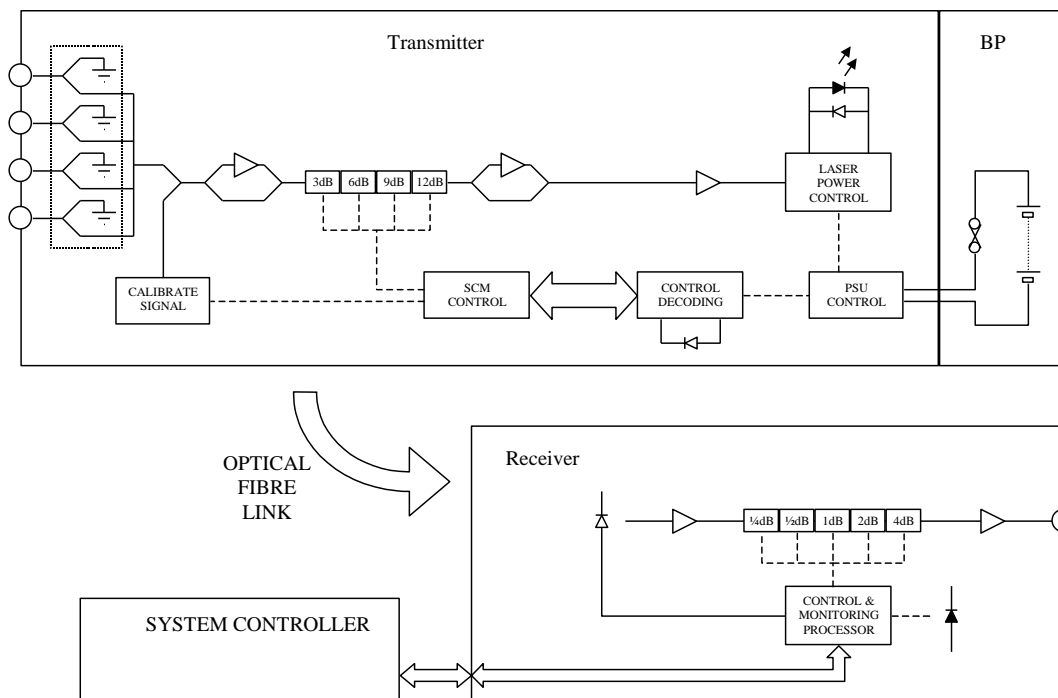 Transmitter
BP
3dB 6dB 9dB 12dB
LASER
POWER
CONTROL
CALIBRATE
SIGNAL
SCM
CONTROL
CONTROL
DECODING
PSU
CONTROL
OPTICAL
FIBRE
LINK
Receiver
¼dB ½dB 1dB 2dB 4dB
CONTROL &
MONITORING
PROCESSOR
SYSTEM CONTROLLER